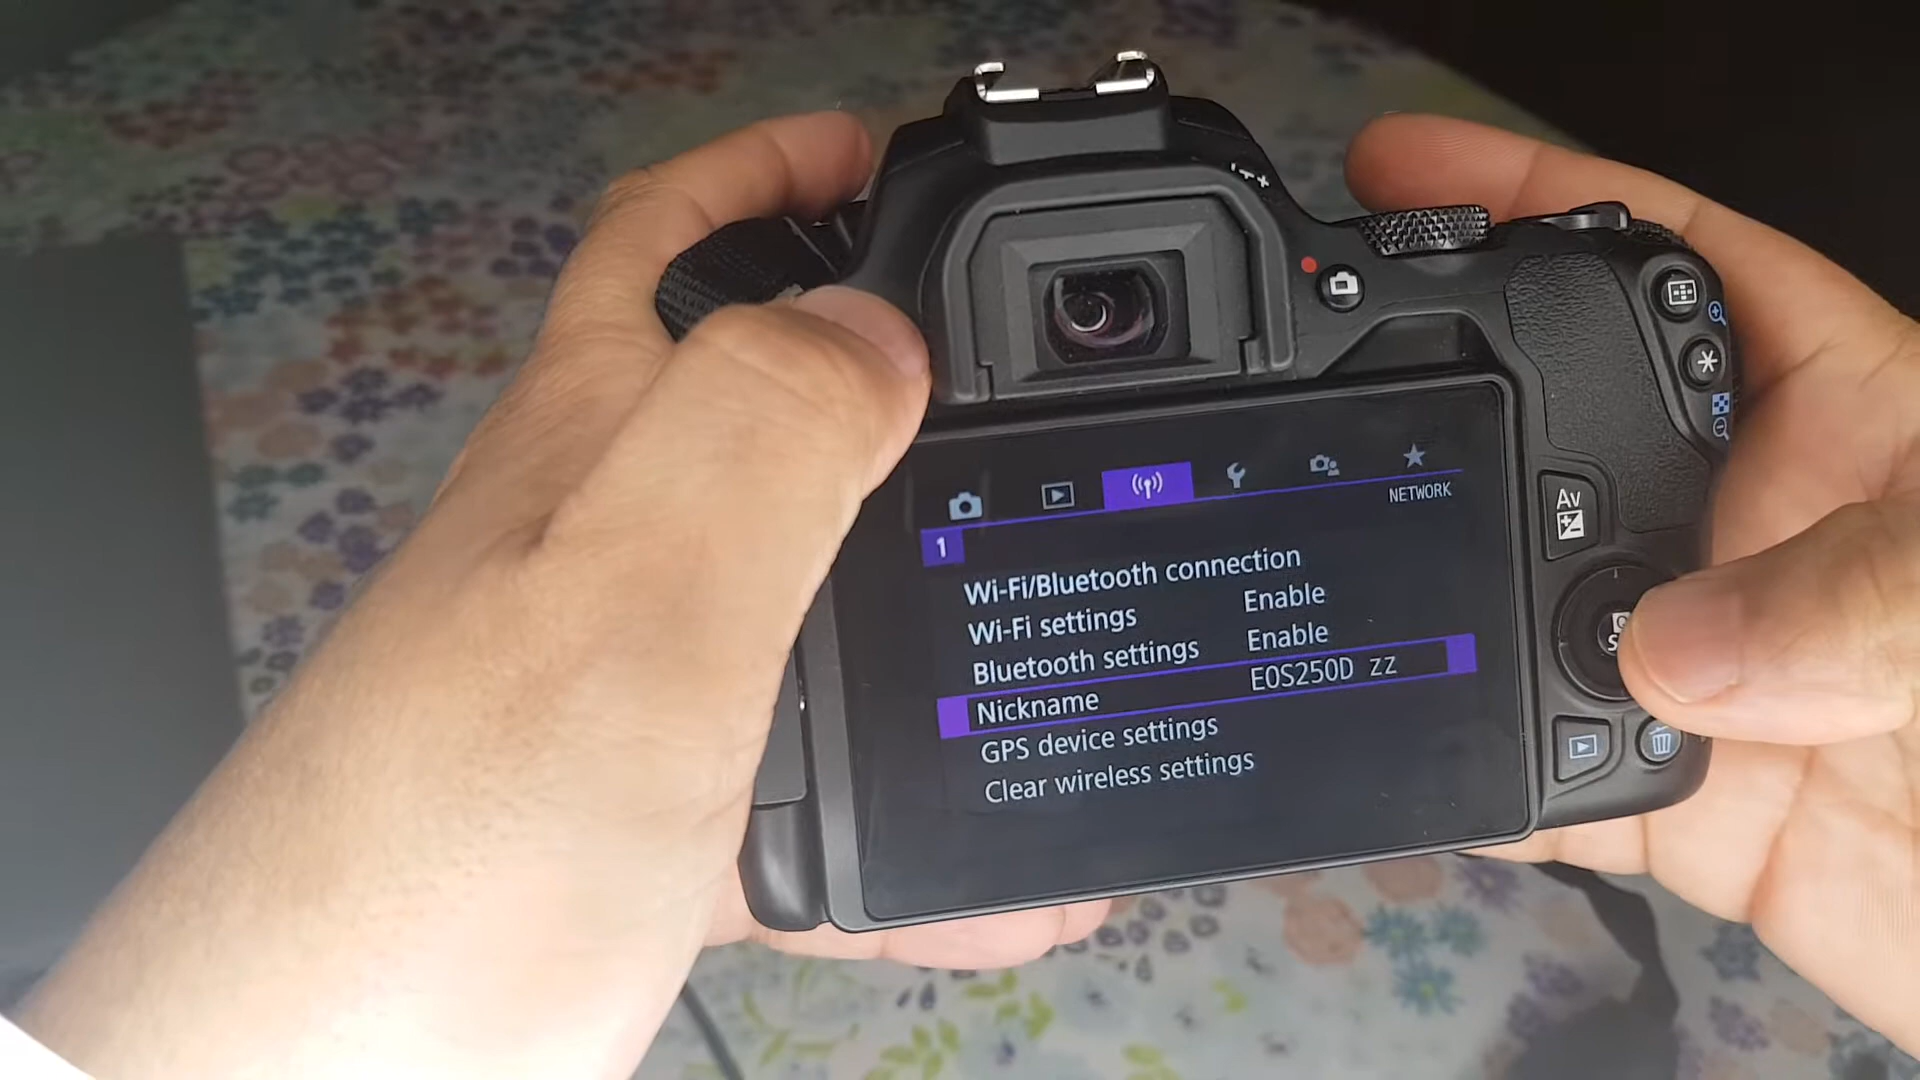 NETWORK
1
Wi-Fi/Bluetooth connection
Wi-Fi settings Enable
Bluetooth settings Enable
Nickname EOS250D zz
GPS device settings
Clear wireless settings
Av